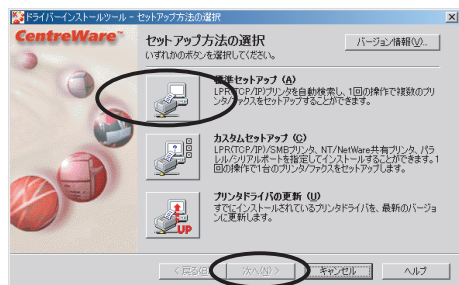 ドライバーインストールツール - セットアップ方法の選択
CentreWare™
セットアップ方法の選択
バージョン情報(V)...
いずれかのボタンを選択してください。
標準セットアップ (A)
LPR(TCP/IP)プリンタを自動検索し、1回の操作で複数のプリ
ンタ/ファクスをセットアップすることができます。
カスタムセットアップ (C)
LPR(TCP/IP)/SMBプリンタ、NT/NetWare共有プリンタ、パラ
レル/シリアルポートを指定してインストールすることができます。1
回の操作で1台のプリンタ/ファクスをセットアップします。
UP
プリンタドライバの更新 (U)
すでにインストールされているプリンタドライバを、最新のバージョ
ンに更新します。
< 戻る(B)
次へ(N) >
キャンセル
ヘルプ